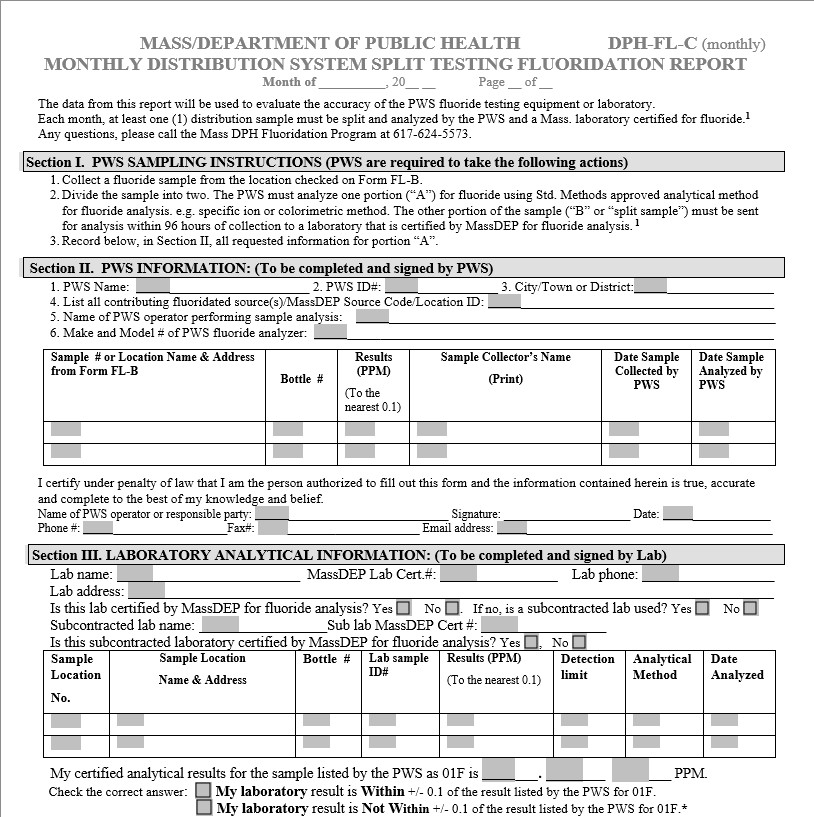 MASS/DEPARTMENT OF PUBLIC HEALTH DPH-FL-C (monthly)
MONTHLY DISTRIBUTION SYSTEM SPLIT TESTING FLUORIDATION REPORT
Month of __________, 20__ __ Page __ of __
The data from this report will be used to evaluate the accuracy of the PWS fluoride testing equipment or laboratory.
Each month, at least one (1) distribution sample must be split and analyzed by the PWS and a Mass. laboratory certified for fluoride.1
Any questions, please call the Mass DPH Fluoridation Program at 617-624-5573.
Section I. PWS SAMPLING INSTRUCTIONS (PWS are required to take the following actions)
1. Collect a fluoride sample from the location checked on Form FL-B.
2. Divide the sample into two. The PWS must analyze one portion (“A”) for fluoride using Std. Methods approved analytical method
for fluoride analysis. e.g. specific ion or colorimetric method. The other portion of the sample (“B” or “split sample”) must be sent
for analysis within 96 hours of collection to a laboratory that is certified by MassDEP for fluoride analysis. 1
3. Record below, in Section II, all requested information for portion “A”.
Section II. PWS INFORMATION: (To be completed and signed by PWS)
1. PWS Name: 2. PWS ID#: 3. City/Town or District:
4. List all contributing fluoridated source(s)/MassDEP Source Code/Location ID:
5. Name of PWS operator performing sample analysis:
6. Make and Model # of PWS fluoride analyzer:
Sample # or Location Name & Address
from Form FL-B
Bottle #
Results
(PPM)
(To the
nearest 0.1)
Sample Collector’s Name
(Print)
Date Sample
Collected by
PWS
Date Sample
Analyzed by
PWS
I certify under penalty of law that I am the person authorized to fill out this form and the information contained herein is true, accurate
and complete to the best of my knowledge and belief.
Name of PWS operator or responsible party: Signature: Date:
Phone #: Fax#: Email address:
Section III. LABORATORY ANALYTICAL INFORMATION: (To be completed and signed by Lab)
Lab name: MassDEP Lab Cert.#: Lab phone:
Lab address:
Is this lab certified by MassDEP for fluoride analysis? Yes No . If no, is a subcontracted lab used? Yes No
Subcontracted lab name: Sub lab MassDEP Cert #:
Is this subcontracted laboratory certified by MassDEP for fluoride analysis? Yes , No
Sample
Location
No.
Sample Location
Name & Address
Bottle #
Lab sample
ID#
Results (PPM)
(To the nearest 0.1)
Detection
limit
Analytical
Method
Date
Analyzed
My certified analytical results for the sample listed by the PWS as 01F is . PPM.
Check the correct answer: My laboratory result is Within +/- 0.1 of the result listed by the PWS for 01F.
My laboratory result is Not Within +/- 0.1 of the result listed by the PWS for 01F.*